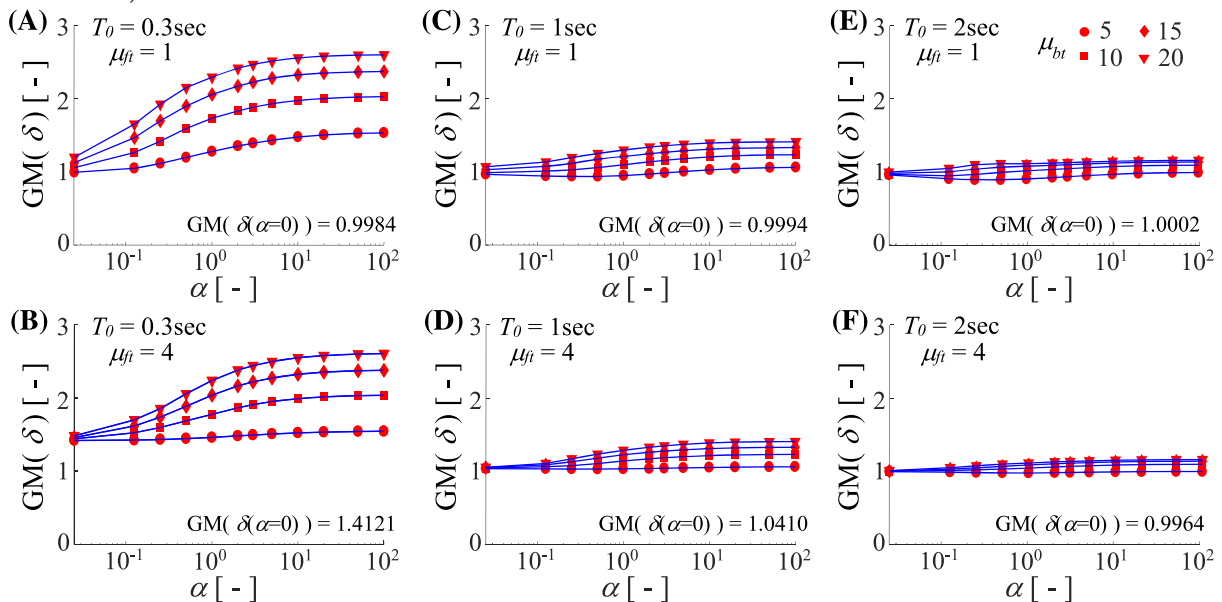 (A) T0 = 0.3sec
μft = 1
GM( δ ) [ - ]
3
2
1
0
GM( δ(α=0) ) = 0.9984
10⁻¹ 10⁰ 10¹ 10²
α [ - ]
(C) T0 = 1sec
μft = 1
GM( δ ) [ - ]
3
2
1
0
GM( δ(α=0) ) = 0.9994
10⁻¹ 10⁰ 10¹ 10²
α [ - ]
(E) T0 = 2sec
μft = 1
μbt
5 15
10 20
GM( δ ) [ - ]
3
2
1
0
GM( δ(α=0) ) = 1.0002
10⁻¹ 10⁰ 10¹ 10²
α [ - ]
(B) T0 = 0.3sec
μft = 4
GM( δ ) [ - ]
3
2
1
0
GM( δ(α=0) ) = 1.4121
10⁻¹ 10⁰ 10¹ 10²
α [ - ]
(D) T0 = 1sec
μft = 4
GM( δ ) [ - ]
3
2
1
0
GM( δ(α=0) ) = 1.0410
10⁻¹ 10⁰ 10¹ 10²
α [ - ]
(F) T0 = 2sec
μft = 4
GM( δ ) [ - ]
3
2
1
0
GM( δ(α=0) ) = 0.9964
10⁻¹ 10⁰ 10¹ 10²
α [ - ]